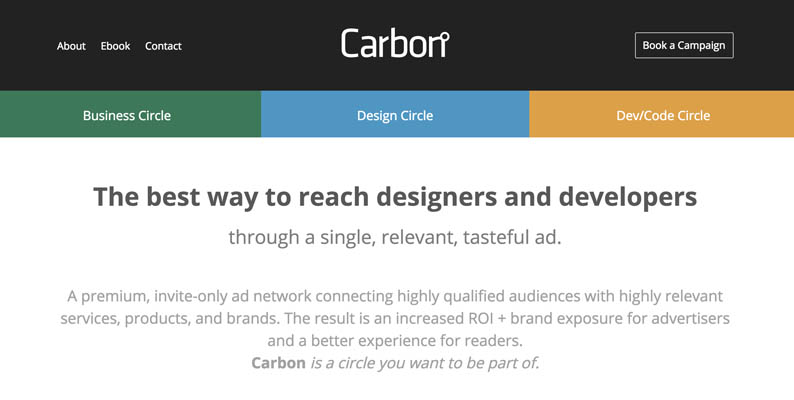 About Ebook Contact Carbon Book a Campaign
Business Circle Design Circle Dev/Code Circle
The best way to reach designers and developers
through a single, relevant, tasteful ad.
A premium, invite-only ad network connecting highly qualified audiences with highly relevant
services, products, and brands. The result is an increased ROI + brand exposure for advertisers
and a better experience for readers.
Carbon is a circle you want to be part of.